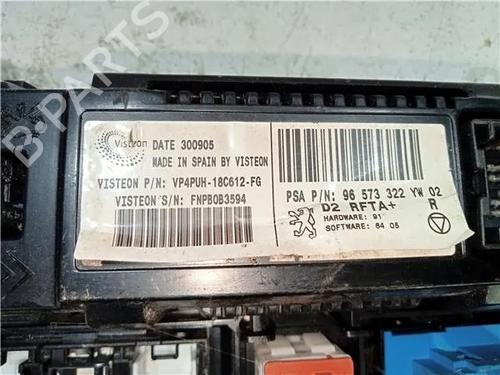 Visteon
DATE 300905
MADE IN SPAIN BY VISTEON
VISTEON P/N: VP4PUH-18C612-FG
VISTEON S/N: FNPB0B3594
PSA P/N: 96 573 322 YW 02
D2 RFTA+ R
HARDWARE: 91
SOFTWARE: 64 05
B-PARTS